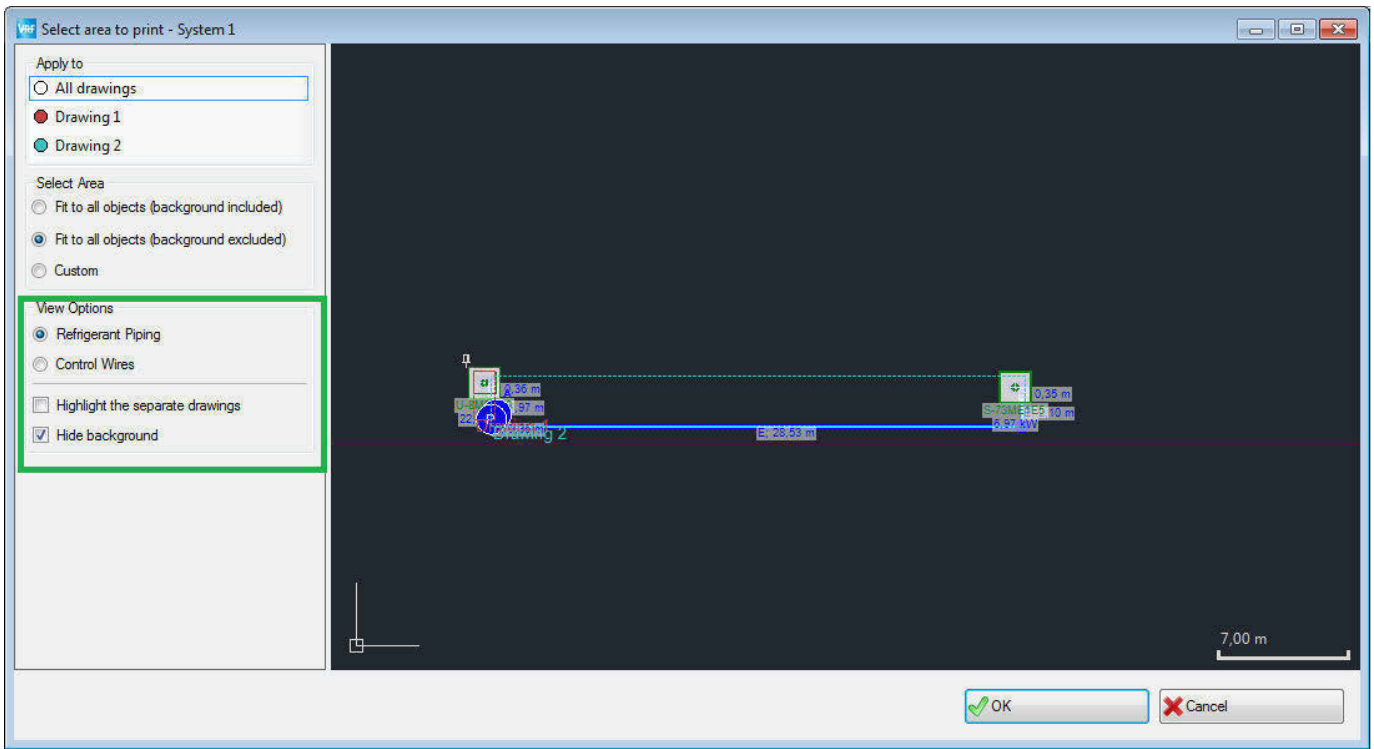 VRF Select area to print - System 1
Apply to
All drawings
Drawing 1
Drawing 2
Select Area
Fit to all objects (background included)
Fit to all objects (background excluded)
Custom
View Options
Refrigerant Piping
Control Wires
Highlight the separate drawings
Hide background
0,35 m
S-73ME1E5
10 m
6,97 kW
,36 m
,97 m
22,
Drawing 2
E, 28,53 m
7,00 m
OK
Cancel